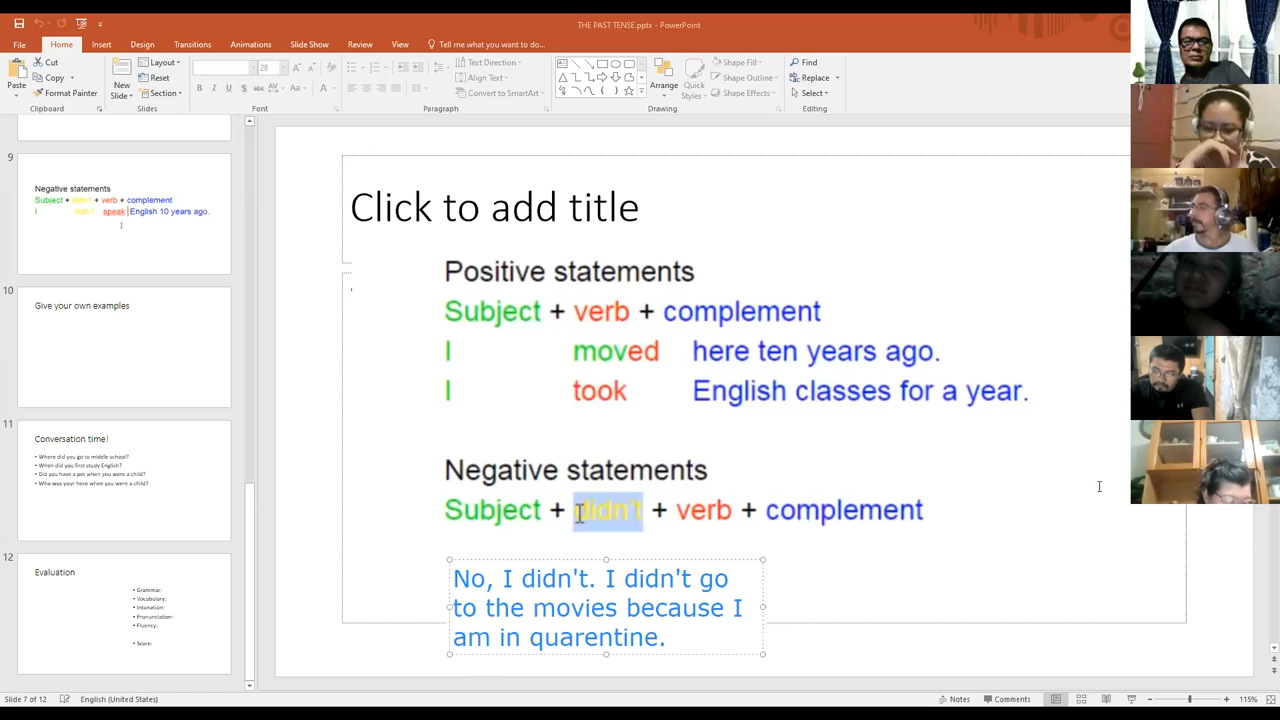 THE PAST TENSE.pptx - PowerPoint
File Home Insert Design Transitions Animations Slide Show Review View Tell me what you want to do...
Cut
Copy
Format Painter
Paste
Clipboard
New
Slide
Layout
Reset
Section
Slides
28
B I U S abc AV Aa A
Font
Paragraph
Text Direction
Align Text
Convert to SmartArt
Arrange
Quick
Styles
Shape Fill
Shape Outline
Shape Effects
Drawing
Find
Replace
Select
Editing
9
Negative statements
Subject + didn't + verb + complement
I didn't speak English 10 years ago.
10
Give your own examples
11
Conversation time!
• Where did you go to middle school?
• When did you first study English?
• Did you have a pet when you were a child?
• Who was your hero when you were a child?
12
Evaluation
• Grammar:
• Vocabulary:
• Intonation:
• Pronunciation:
• Fluency:
• Score:
Click to add title
Positive statements
Subject + verb + complement
I moved here ten years ago.
I took English classes for a year.
Negative statements
Subject + didn't + verb + complement
No, I didn't. I didn't go
to the movies because I
am in quarentine.
Slide 7 of 12 English (United States) Notes Comments 115%